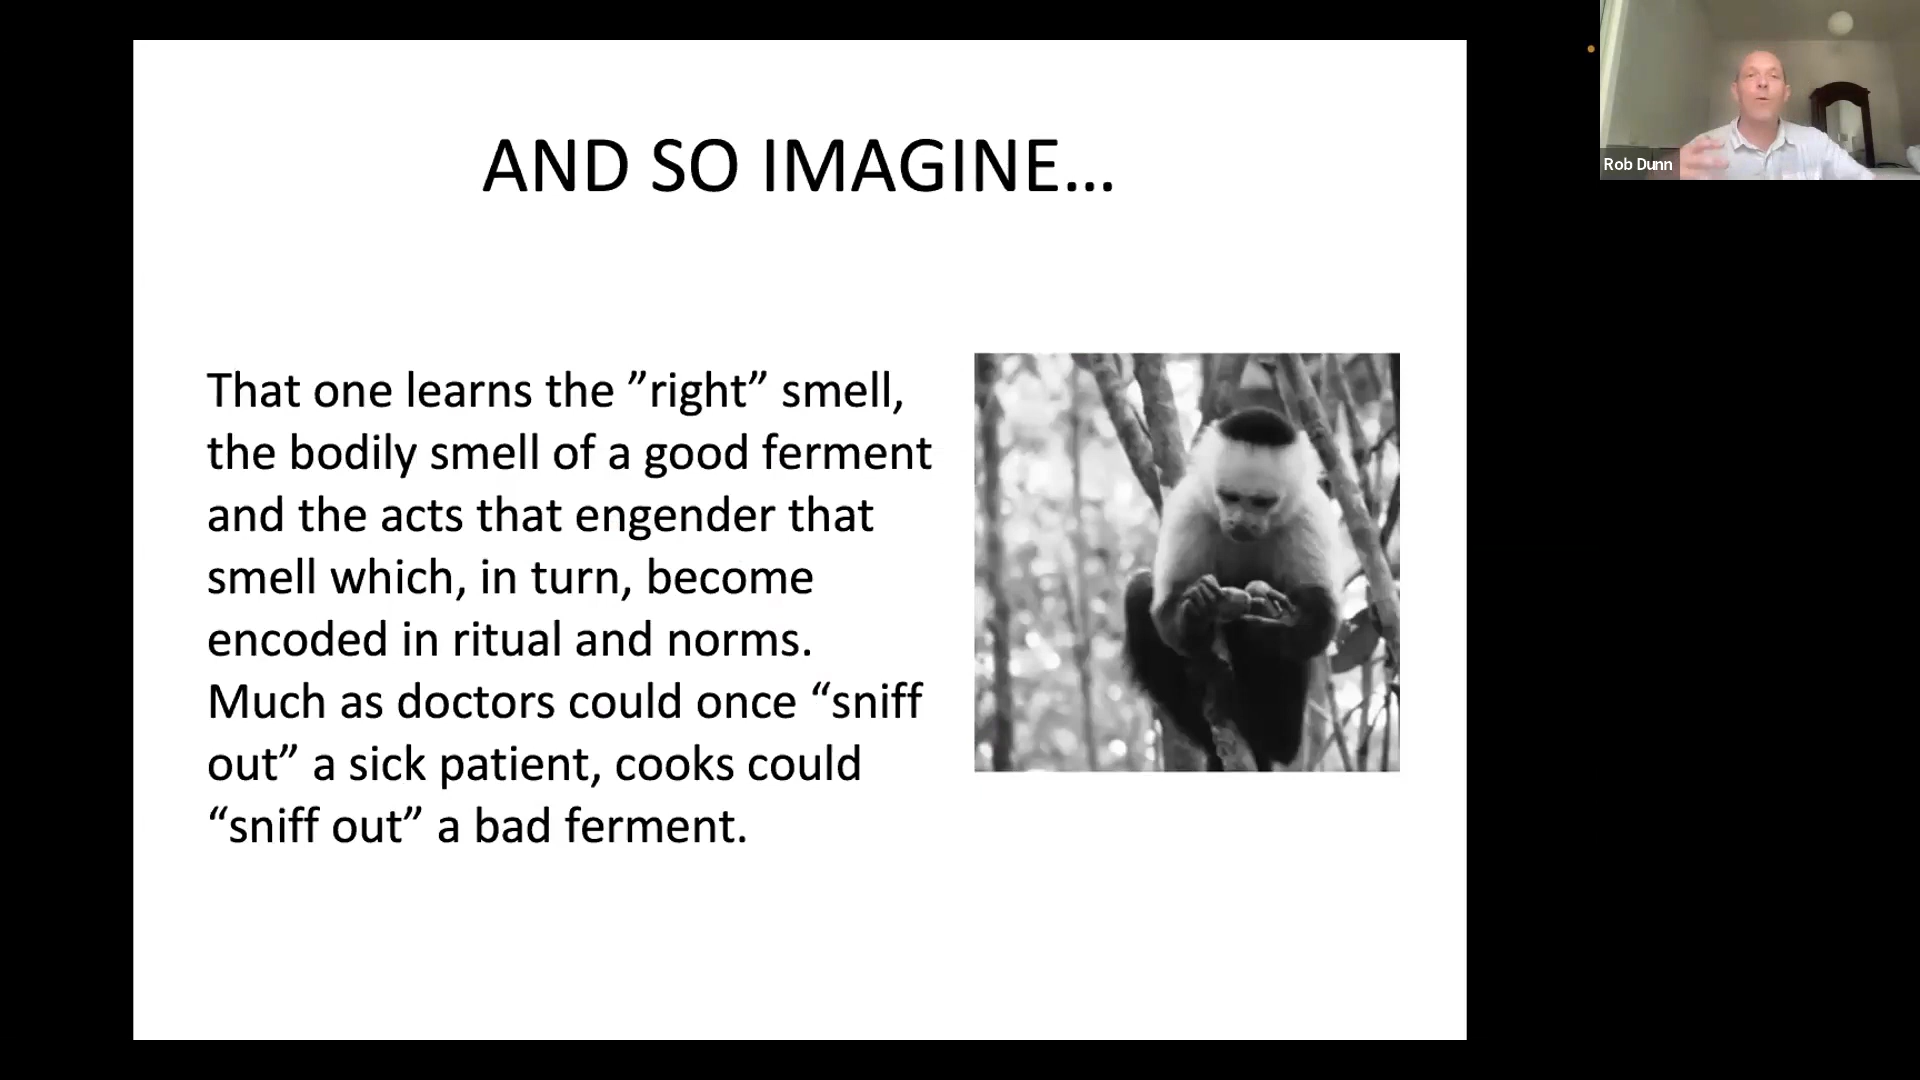 AND SO IMAGINE...
That one learns the ”right” smell,
the bodily smell of a good ferment
and the acts that engender that
smell which, in turn, become
encoded in ritual and norms.
Much as doctors could once “sniff
out” a sick patient, cooks could
“sniff out” a bad ferment.
Rob Dunn